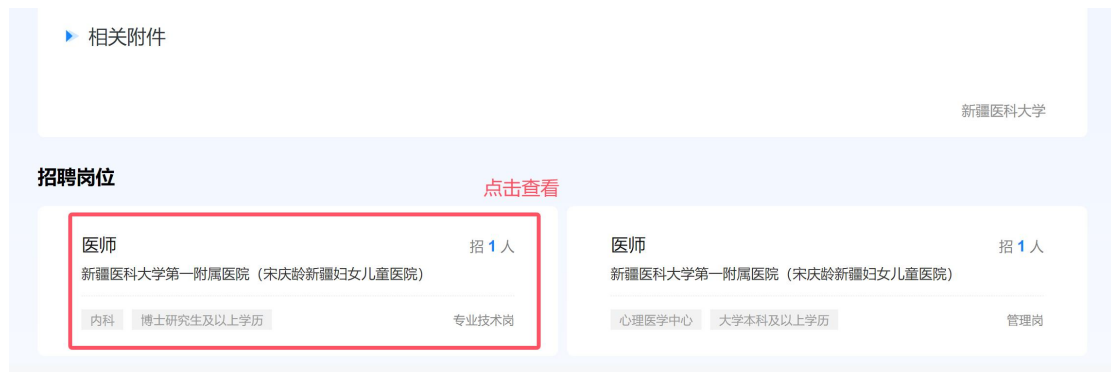 相关附件
新疆医科大学
招聘岗位
点击查看
医师 招 1 人
新疆医科大学第一附属医院（宋庆龄新疆妇女儿童医院）
内科 博士研究生及以上学历 专业技术岗
医师 招 1 人
新疆医科大学第一附属医院（宋庆龄新疆妇女儿童医院）
心理医学中心 大学本科及以上学历 管理岗